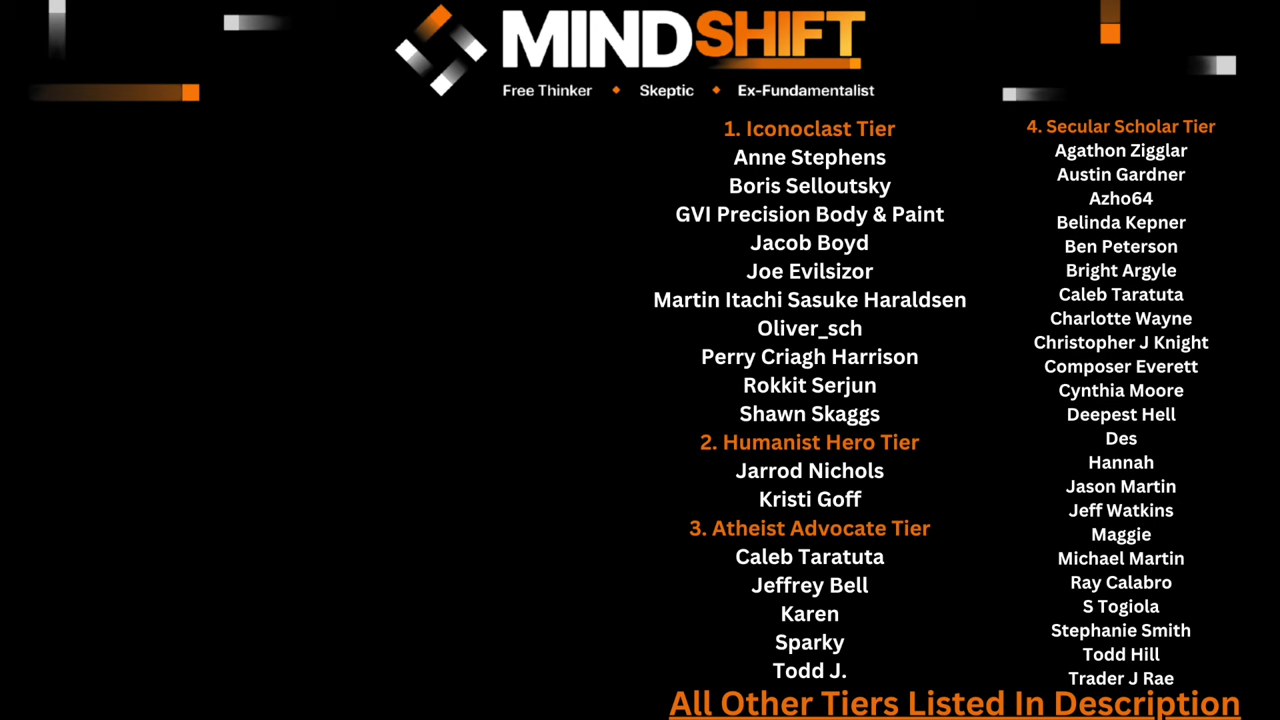 MINDSHIFT
Free Thinker ◆ Skeptic ◆ Ex-Fundamentalist
1. Iconoclast Tier
Anne Stephens
Boris Selloutsky
GVI Precision Body & Paint
Jacob Boyd
Joe Evilsizor
Martin Itachi Sasuke Haraldsen
Oliver_sch
Perry Criagh Harrison
Rokkit Serjun
Shawn Skaggs
2. Humanist Hero Tier
Jarrod Nichols
Kristi Goff
3. Atheist Advocate Tier
Caleb Taratuta
Jeffrey Bell
Karen
Sparky
Todd J.
4. Secular Scholar Tier
Agathon Zigglar
Austin Gardner
Azho64
Belinda Kepner
Ben Peterson
Bright Argyle
Caleb Taratuta
Charlotte Wayne
Christopher J Knight
Composer Everett
Cynthia Moore
Deepest Hell
Des
Hannah
Jason Martin
Jeff Watkins
Maggie
Michael Martin
Ray Calabro
S Togiola
Stephanie Smith
Todd Hill
Trader J Rae
All Other Tiers Listed In Description